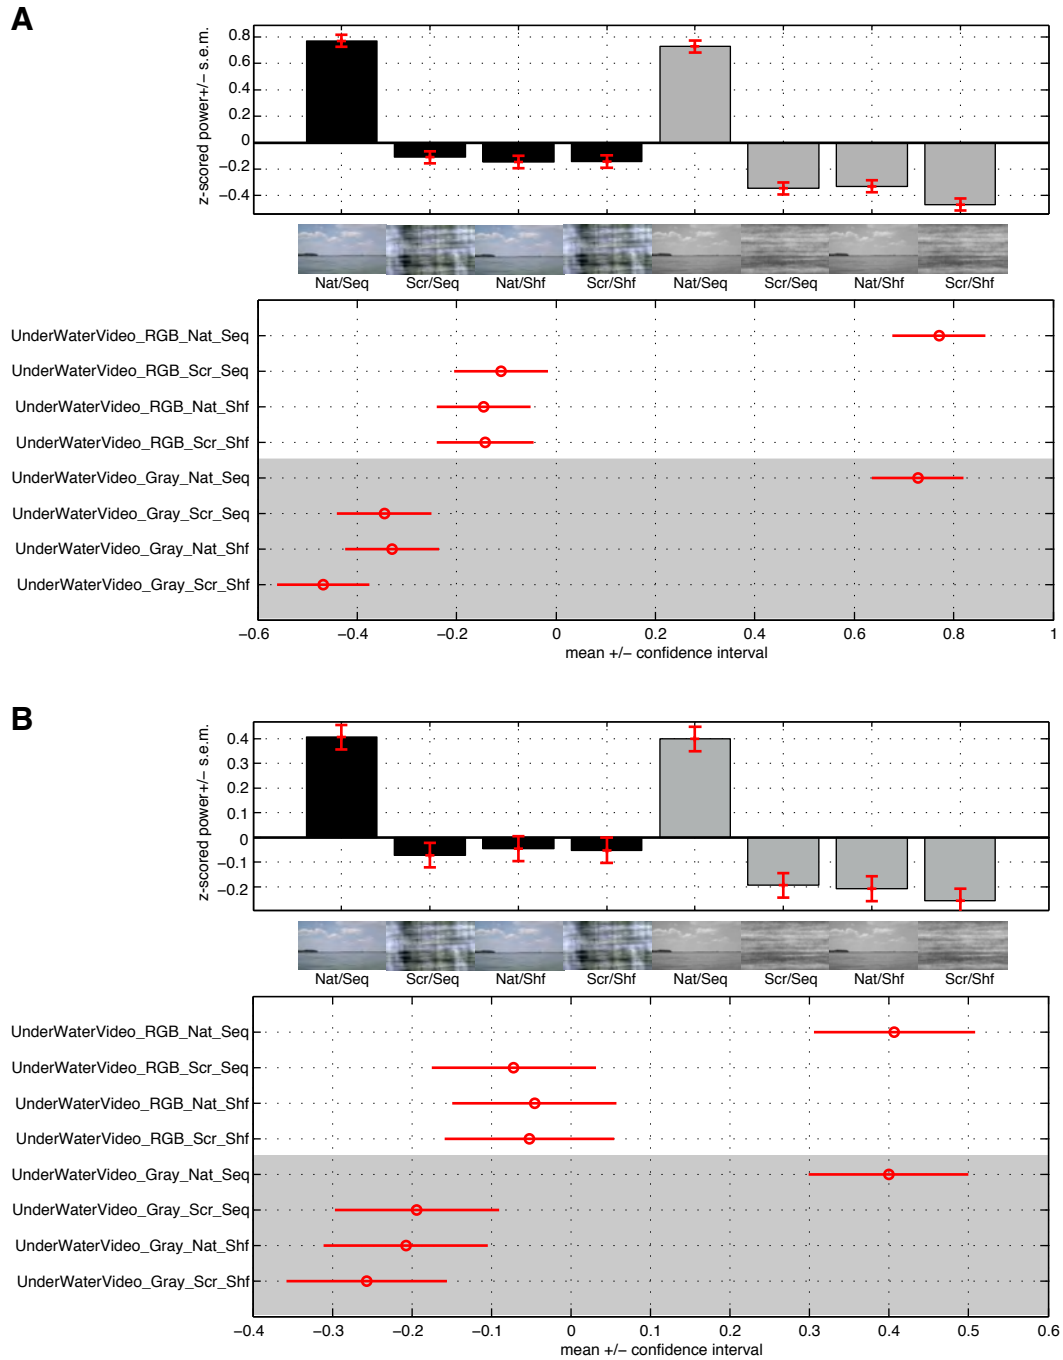 A
z-scored power+/- s.e.m.
0.8
0.6
0.4
0.2
0
−0.2
−0.4
Nat/Seq Scr/Seq Nat/Shf Scr/Shf Nat/Seq Scr/Seq Nat/Shf Scr/Shf
UnderWaterVideo_RGB_Nat_Seq
UnderWaterVideo_RGB_Scr_Seq
UnderWaterVideo_RGB_Nat_Shf
UnderWaterVideo_RGB_Scr_Shf
UnderWaterVideo_Gray_Nat_Seq
UnderWaterVideo_Gray_Scr_Seq
UnderWaterVideo_Gray_Nat_Shf
UnderWaterVideo_Gray_Scr_Shf
−0.6 −0.4 −0.2 0 0.2 0.4 0.6 0.8 1
mean +/− confidence interval
B
z-scored power+/- s.e.m.
0.4
0.3
0.2
0.1
0
−0.1
−0.2
Nat/Seq Scr/Seq Nat/Shf Scr/Shf Nat/Seq Scr/Seq Nat/Shf Scr/Shf
UnderWaterVideo_RGB_Nat_Seq
UnderWaterVideo_RGB_Scr_Seq
UnderWaterVideo_RGB_Nat_Shf
UnderWaterVideo_RGB_Scr_Shf
UnderWaterVideo_Gray_Nat_Seq
UnderWaterVideo_Gray_Scr_Seq
UnderWaterVideo_Gray_Nat_Shf
UnderWaterVideo_Gray_Scr_Shf
−0.4 −0.3 −0.2 −0.1 0 0.1 0.2 0.3 0.4 0.5 0.6
mean +/− confidence interval